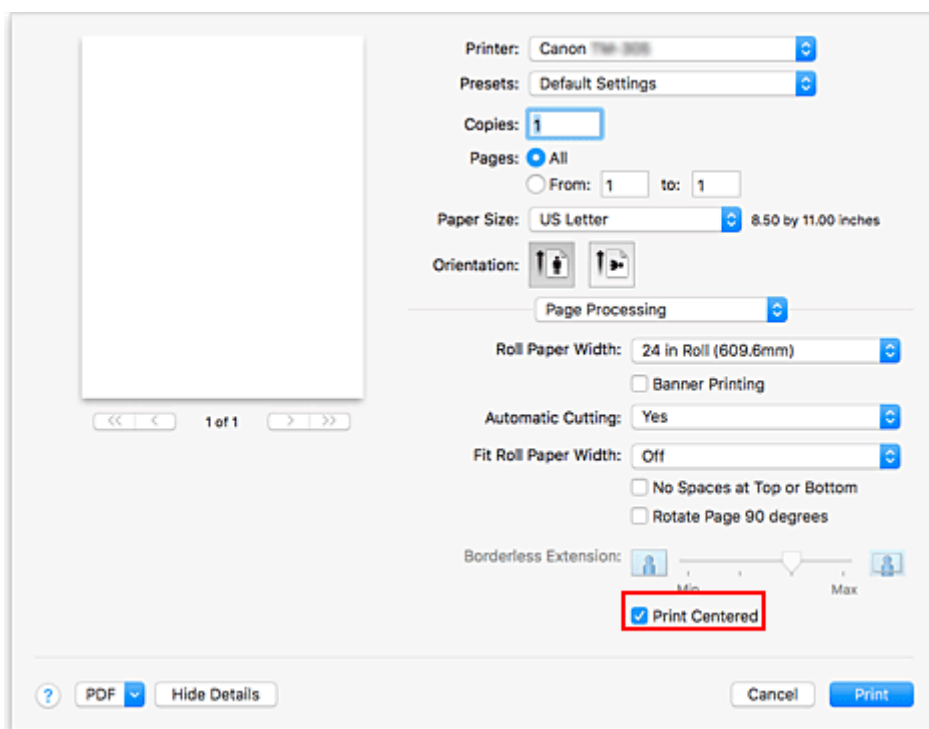 Printer: Canon
Presets: Default Settings
Copies: 1
Pages: All
From: 1 to: 1
Paper Size: US Letter 8.50 by 11.00 inches
Orientation:
Page Processing
Roll Paper Width: 24 in Roll (609.6mm)
Banner Printing
1 of 1
Automatic Cutting: Yes
Fit Roll Paper Width: Off
No Spaces at Top or Bottom
Rotate Page 90 degrees
Borderless Extension:
Min Max
Print Centered
? PDF Hide Details Cancel Print